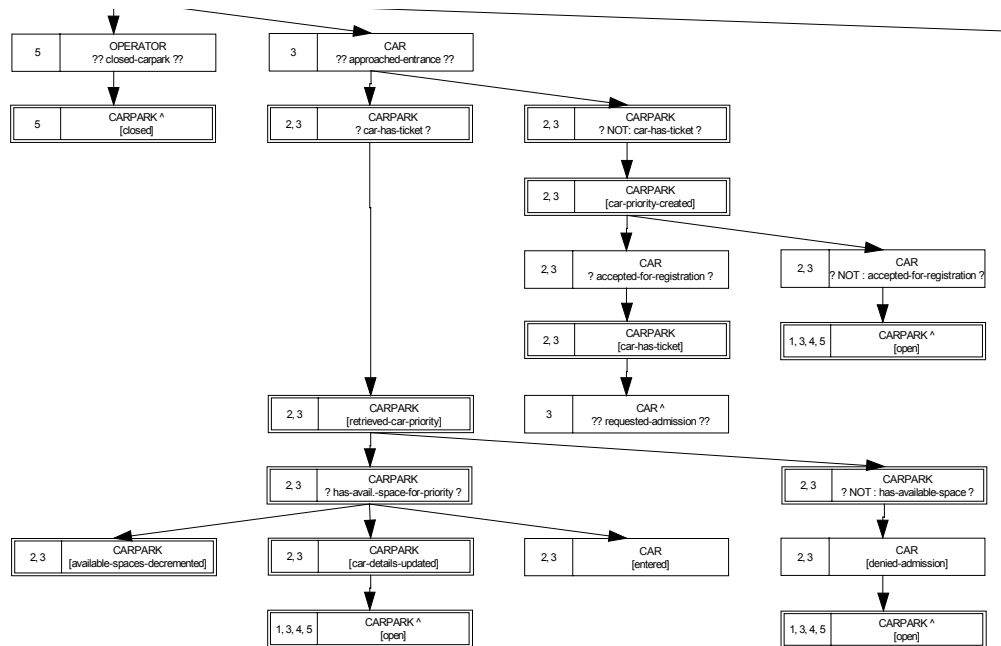 5
OPERATOR
?? closed-carpark ??
3
CAR
?? approached-entrance ??
5
CARPARK ^
[closed]
2, 3
CARPARK
? car-has-ticket ?
2, 3
CARPARK
? NOT: car-has-ticket ?
2, 3
CARPARK
[car-priority-created]
2, 3
CAR
? accepted-for-registration ?
2, 3
CAR
? NOT : accepted-for-registration ?
2, 3
CARPARK
[car-has-ticket]
1, 3, 4, 5
CARPARK ^
[open]
2, 3
CARPARK
[retrieved-car-priority]
3
CAR ^
?? requested-admission ??
2, 3
CARPARK
? has-avail.-space-for-priority ?
2, 3
CARPARK
? NOT : has-available-space ?
2, 3
CARPARK
[available-spaces-decremented]
2, 3
CARPARK
[car-details-updated]
2, 3
CAR
[entered]
2, 3
CAR
[denied-admission]
1, 3, 4, 5
CARPARK ^
[open]
1, 3, 4, 5
CARPARK ^
[open]